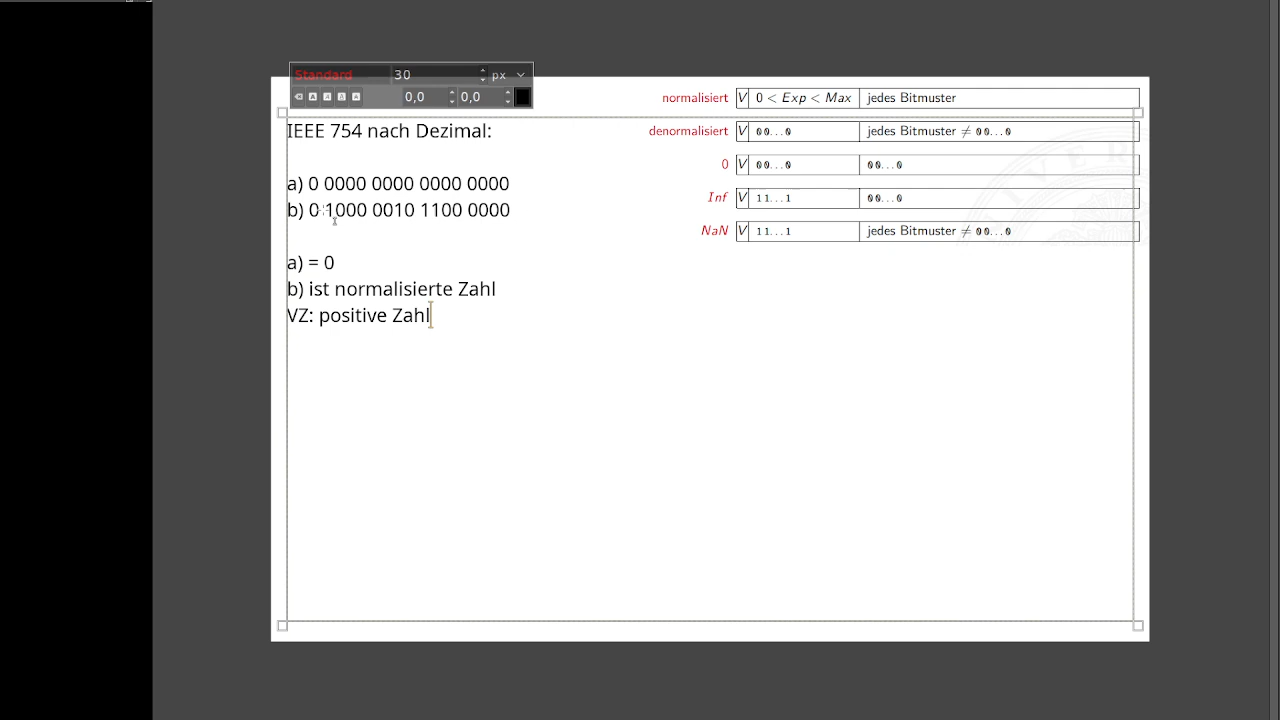 Standard 30 px
0,0 0,0
IEEE 754 nach Dezimal:
a) 0 0000 0000 0000 0000
b) 0 1000 0010 1100 0000
a) = 0
b) ist normalisierte Zahl
VZ: positive Zahl
normalisiert V 0 < Exp < Max jedes Bitmuster
denormalisiert V 00...0 jedes Bitmuster ≠ 00...0
0 V 00...0 00...0
Inf V 11...1 00...0
NaN V 11...1 jedes Bitmuster ≠ 00...0